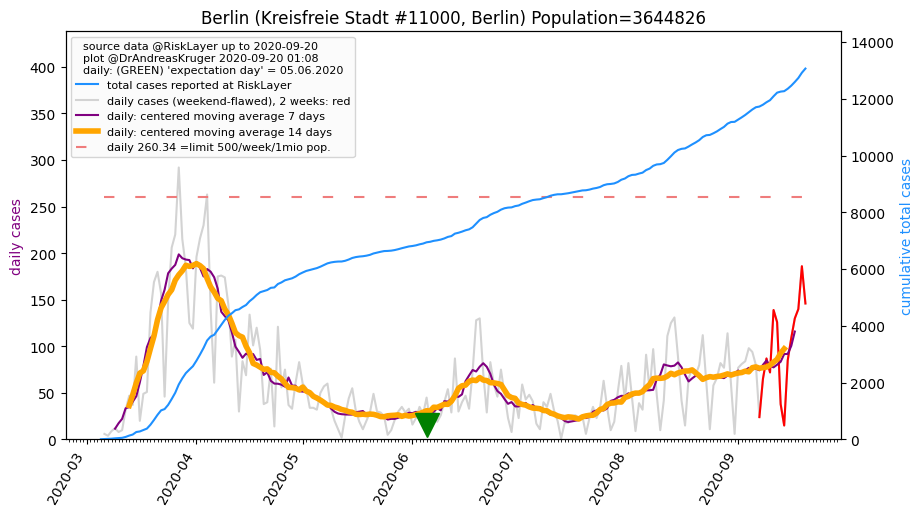 Berlin (Kreisfreie Stadt #11000, Berlin) Population=3644826
source data @RiskLayer up to 2020-09-20
plot @DrAndreasKruger 2020-09-20 01:08
daily: (GREEN) 'expectation day' = 05.06.2020
total cases reported at RiskLayer
daily cases (weekend-flawed), 2 weeks: red
daily: centered moving average 7 days
daily: centered moving average 14 days
daily 260.34 =limit 500/week/1mio pop.
daily cases
400
350
300
250
200
150
100
50
0
cumulative total cases
14000
12000
10000
8000
6000
4000
2000
0
2020-03
2020-04
2020-05
2020-06
2020-07
2020-08
2020-09